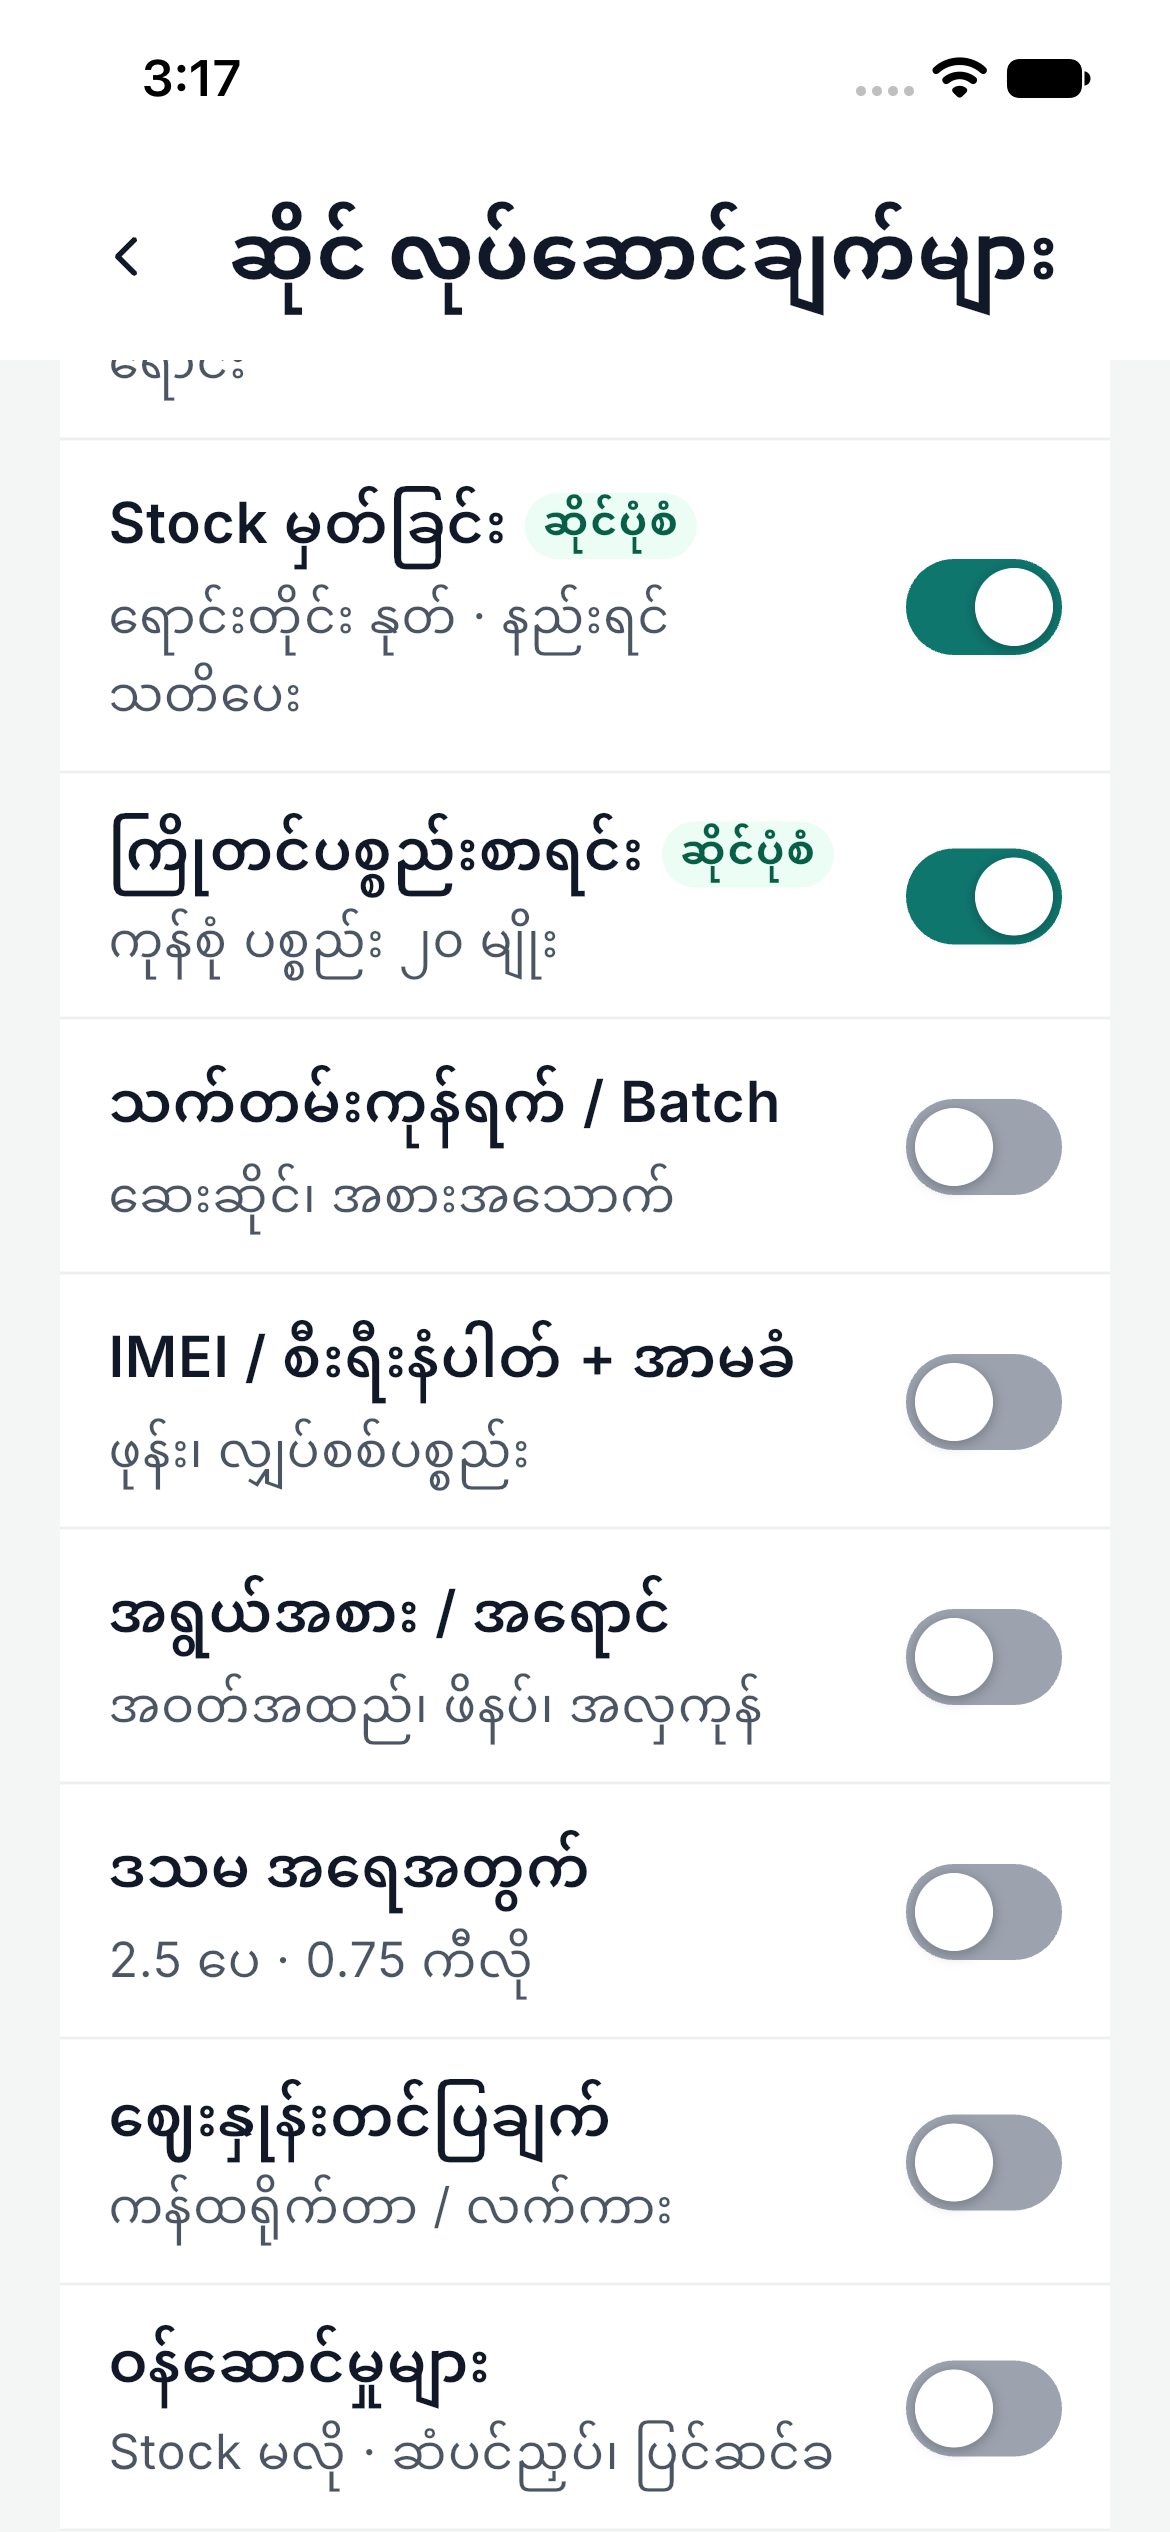 3:17
ဆိုင် လုပ်ဆောင်ချက်များ
ရောင်း
Stock မှတ်ခြင်း ဆိုင်ပုံစံ
ရောင်းတိုင်း နုတ် · နည်းရင်
သတိပေး
ကြိုတင်ပစ္စည်းစာရင်း ဆိုင်ပုံစံ
ကုန်စုံ ပစ္စည်း ၂၀ မျိုး
သက်တမ်းကုန်ရက် / Batch
ဆေးဆိုင်၊ အစားအသောက်
IMEI / စီးရီးနံပါတ် + အာမခံ
ဖုန်း၊ လျှပ်စစ်ပစ္စည်း
အရွယ်အစား / အရောင်
အဝတ်အထည်၊ ဖိနပ်၊ အလှကုန်
ဒသမ အရေအတွက်
2.5 ပေ · 0.75 ကီလို
ဈေးနှုန်းတင်ပြချက်
ကန်ထရိုက်တာ / လက်ကား
ဝန်ဆောင်မှုများ
Stock မလို · ဆံပင်ညှပ်၊ ပြင်ဆင်ခ